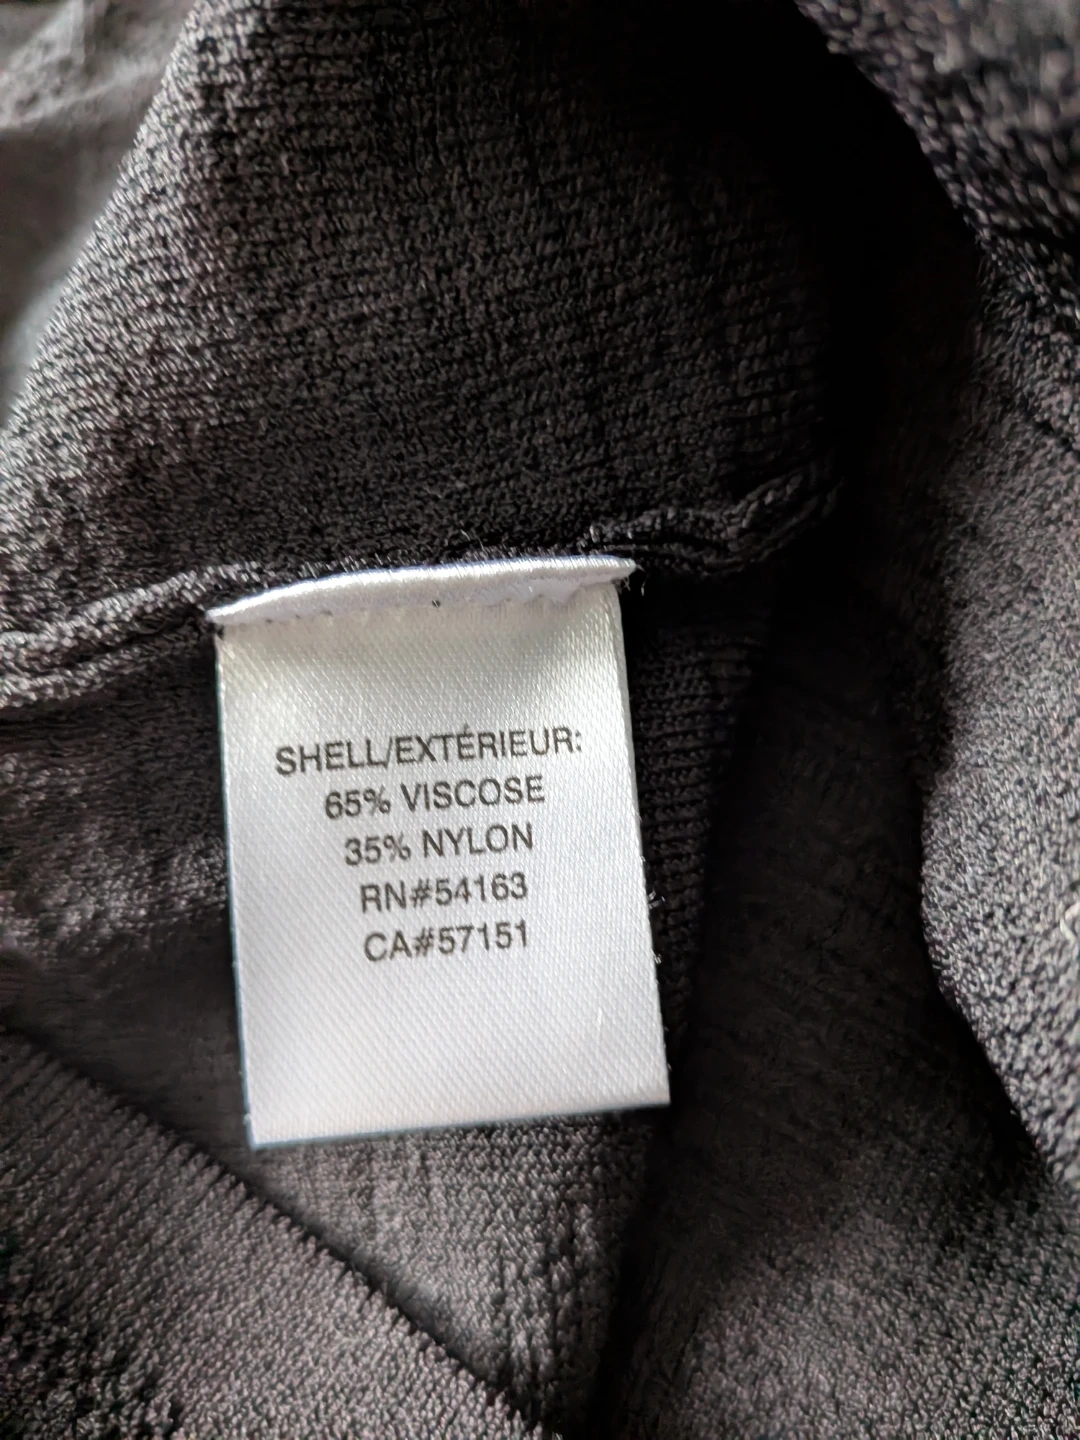 SHELL/EXTÉRIEUR:
65% VISCOSE
35% NYLON
RN#54163
CA#57151